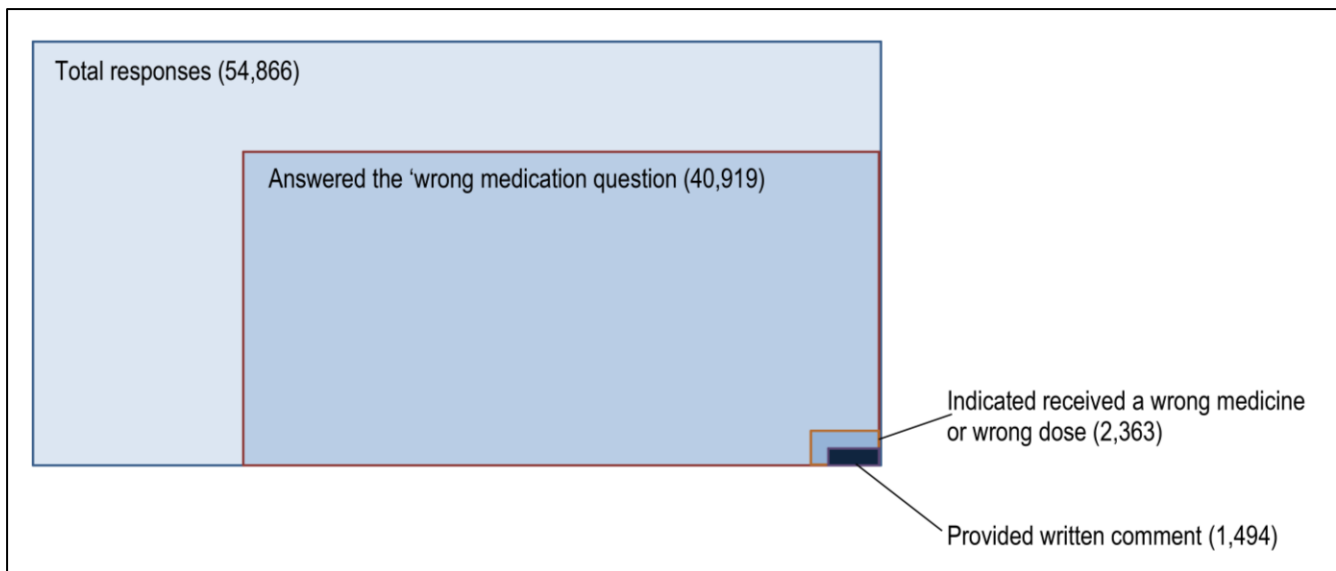 Total responses (54,866)
Answered the ‘wrong medication question (40,919)
Indicated received a wrong medicine
or wrong dose (2,363)
Provided written comment (1,494)